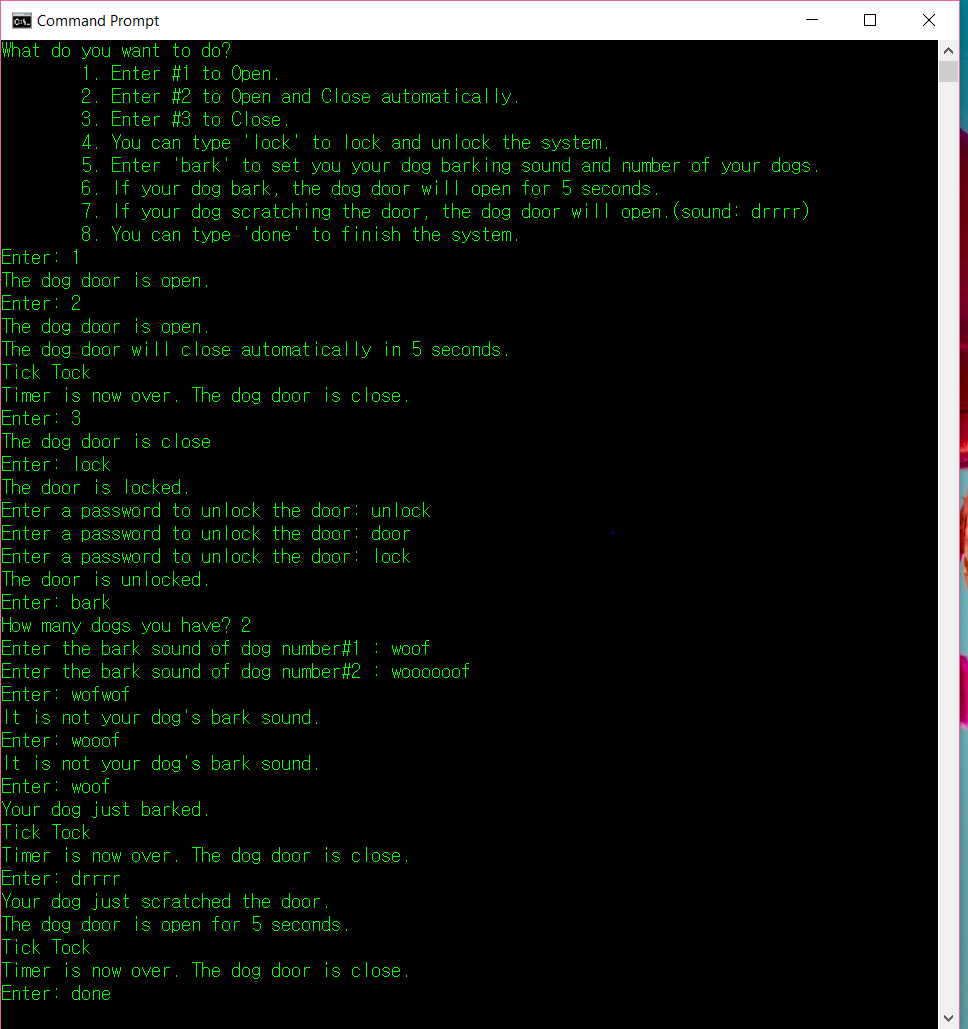 Command Prompt
What do you want to do?
1. Enter #1 to Open.
2. Enter #2 to Open and Close automatically.
3. Enter #3 to Close.
4. You can type 'lock' to lock and unlock the system.
5. Enter 'bark' to set you your dog barking sound and number of your dogs.
6. If your dog bark, the dog door will open for 5 seconds.
7. If your dog scratching the door, the dog door will open.(sound: drrrr)
8. You can type 'done' to finish the system.
Enter: 1
The dog door is open.
Enter: 2
The dog door is open.
The dog door will close automatically in 5 seconds.
Tick Tock
Timer is now over. The dog door is close.
Enter: 3
The dog door is close
Enter: lock
The door is locked.
Enter a password to unlock the door: unlock
Enter a password to unlock the door: door
Enter a password to unlock the door: lock
The door is unlocked.
Enter: bark
How many dogs you have? 2
Enter the bark sound of dog number#1 : woof
Enter the bark sound of dog number#2 : woooooof
Enter: wofwof
It is not your dog's bark sound.
Enter: wooof
It is not your dog's bark sound.
Enter: woof
Your dog just barked.
Tick Tock
Timer is now over. The dog door is close.
Enter: drrrr
Your dog just scratched the door.
The dog door is open for 5 seconds.
Tick Tock
Timer is now over. The dog door is close.
Enter: done